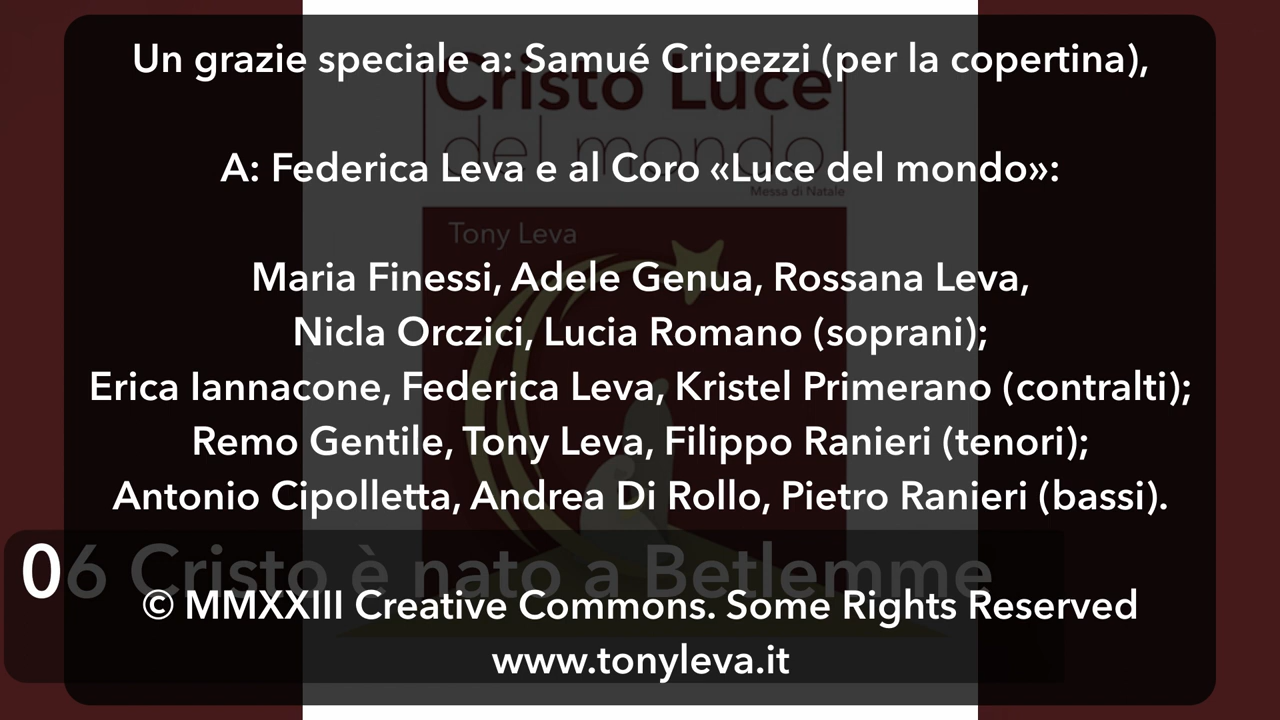 Un grazie speciale a: Samué Cripezzi (per la copertina),
Cristo Luce
del mondo
A: Federica Leva e al Coro «Luce del mondo»:
Messa di Natale
Tony Leva
Maria Finessi, Adele Genua, Rossana Leva,
Nicla Orczici, Lucia Romano (soprani);
Erica Iannacone, Federica Leva, Kristel Primerano (contralti);
Remo Gentile, Tony Leva, Filippo Ranieri (tenori);
Antonio Cipolletta, Andrea Di Rollo, Pietro Ranieri (bassi).
06 Cristo è nato a Betlemme
© MMXXIII Creative Commons. Some Rights Reserved
www.tonyleva.it